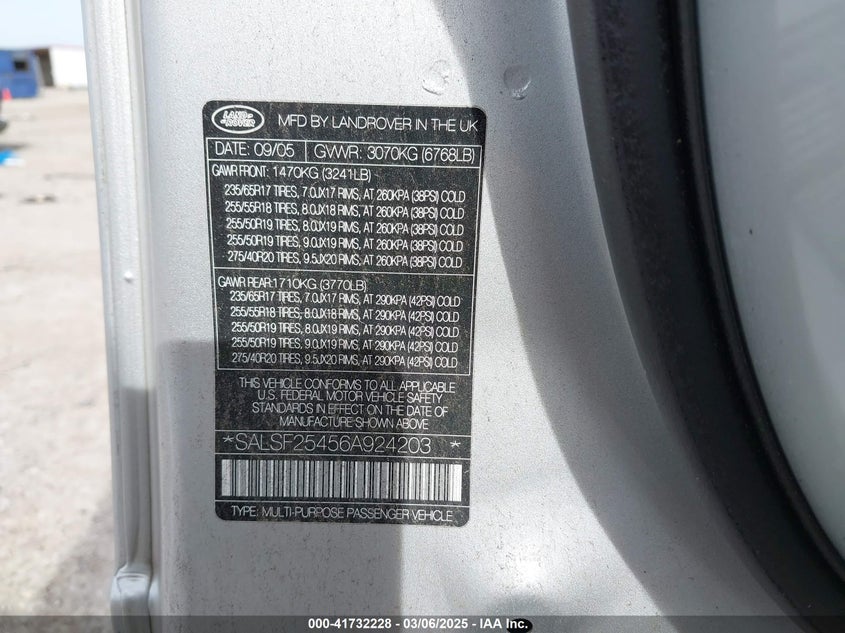 LAND ROVER
MFD BY LANDROVER IN THE UK
DATE: 09/05 GVWR: 3070KG (6768LB)
GAWR FRONT: 1470KG (3241LB)
235/65R17 TIRES, 7.0JX17 RIMS, AT 260KPA (38PSI) COLD
255/55R18 TIRES, 8.0JX18 RIMS, AT 260KPA (38PSI) COLD
255/50R19 TIRES, 8.0JX19 RIMS, AT 260KPA (38PSI) COLD
255/50R19 TIRES, 9.0JX19 RIMS, AT 260KPA (38PSI) COLD
275/40R20 TIRES, 9.5JX20 RIMS, AT 260KPA (38PSI) COLD
GAWR REAR: 1710KG (3770LB)
235/65R17 TIRES, 7.0JX17 RIMS, AT 290KPA (42PSI) COLD
255/55R18 TIRES, 8.0JX18 RIMS, AT 290KPA (42PSI) COLD
255/50R19 TIRES, 8.0JX19 RIMS, AT 290KPA (42PSI) COLD
255/50R19 TIRES, 9.0JX19 RIMS, AT 290KPA (42PSI) COLD
275/40R20 TIRES, 9.5JX20 RIMS, AT 290KPA (42PSI) COLD
THIS VEHICLE CONFORMS TO ALL APPLICABLE
U.S. FEDERAL MOTOR VEHICLE SAFETY
STANDARDS IN EFFECT ON THE DATE OF
MANUFACTURE SHOWN ABOVE
*SALSF25456A924203 *
TYPE: MULTI-PURPOSE PASSENGER VEHICLE
000-41732228 - 03/06/2025 - IAA Inc.